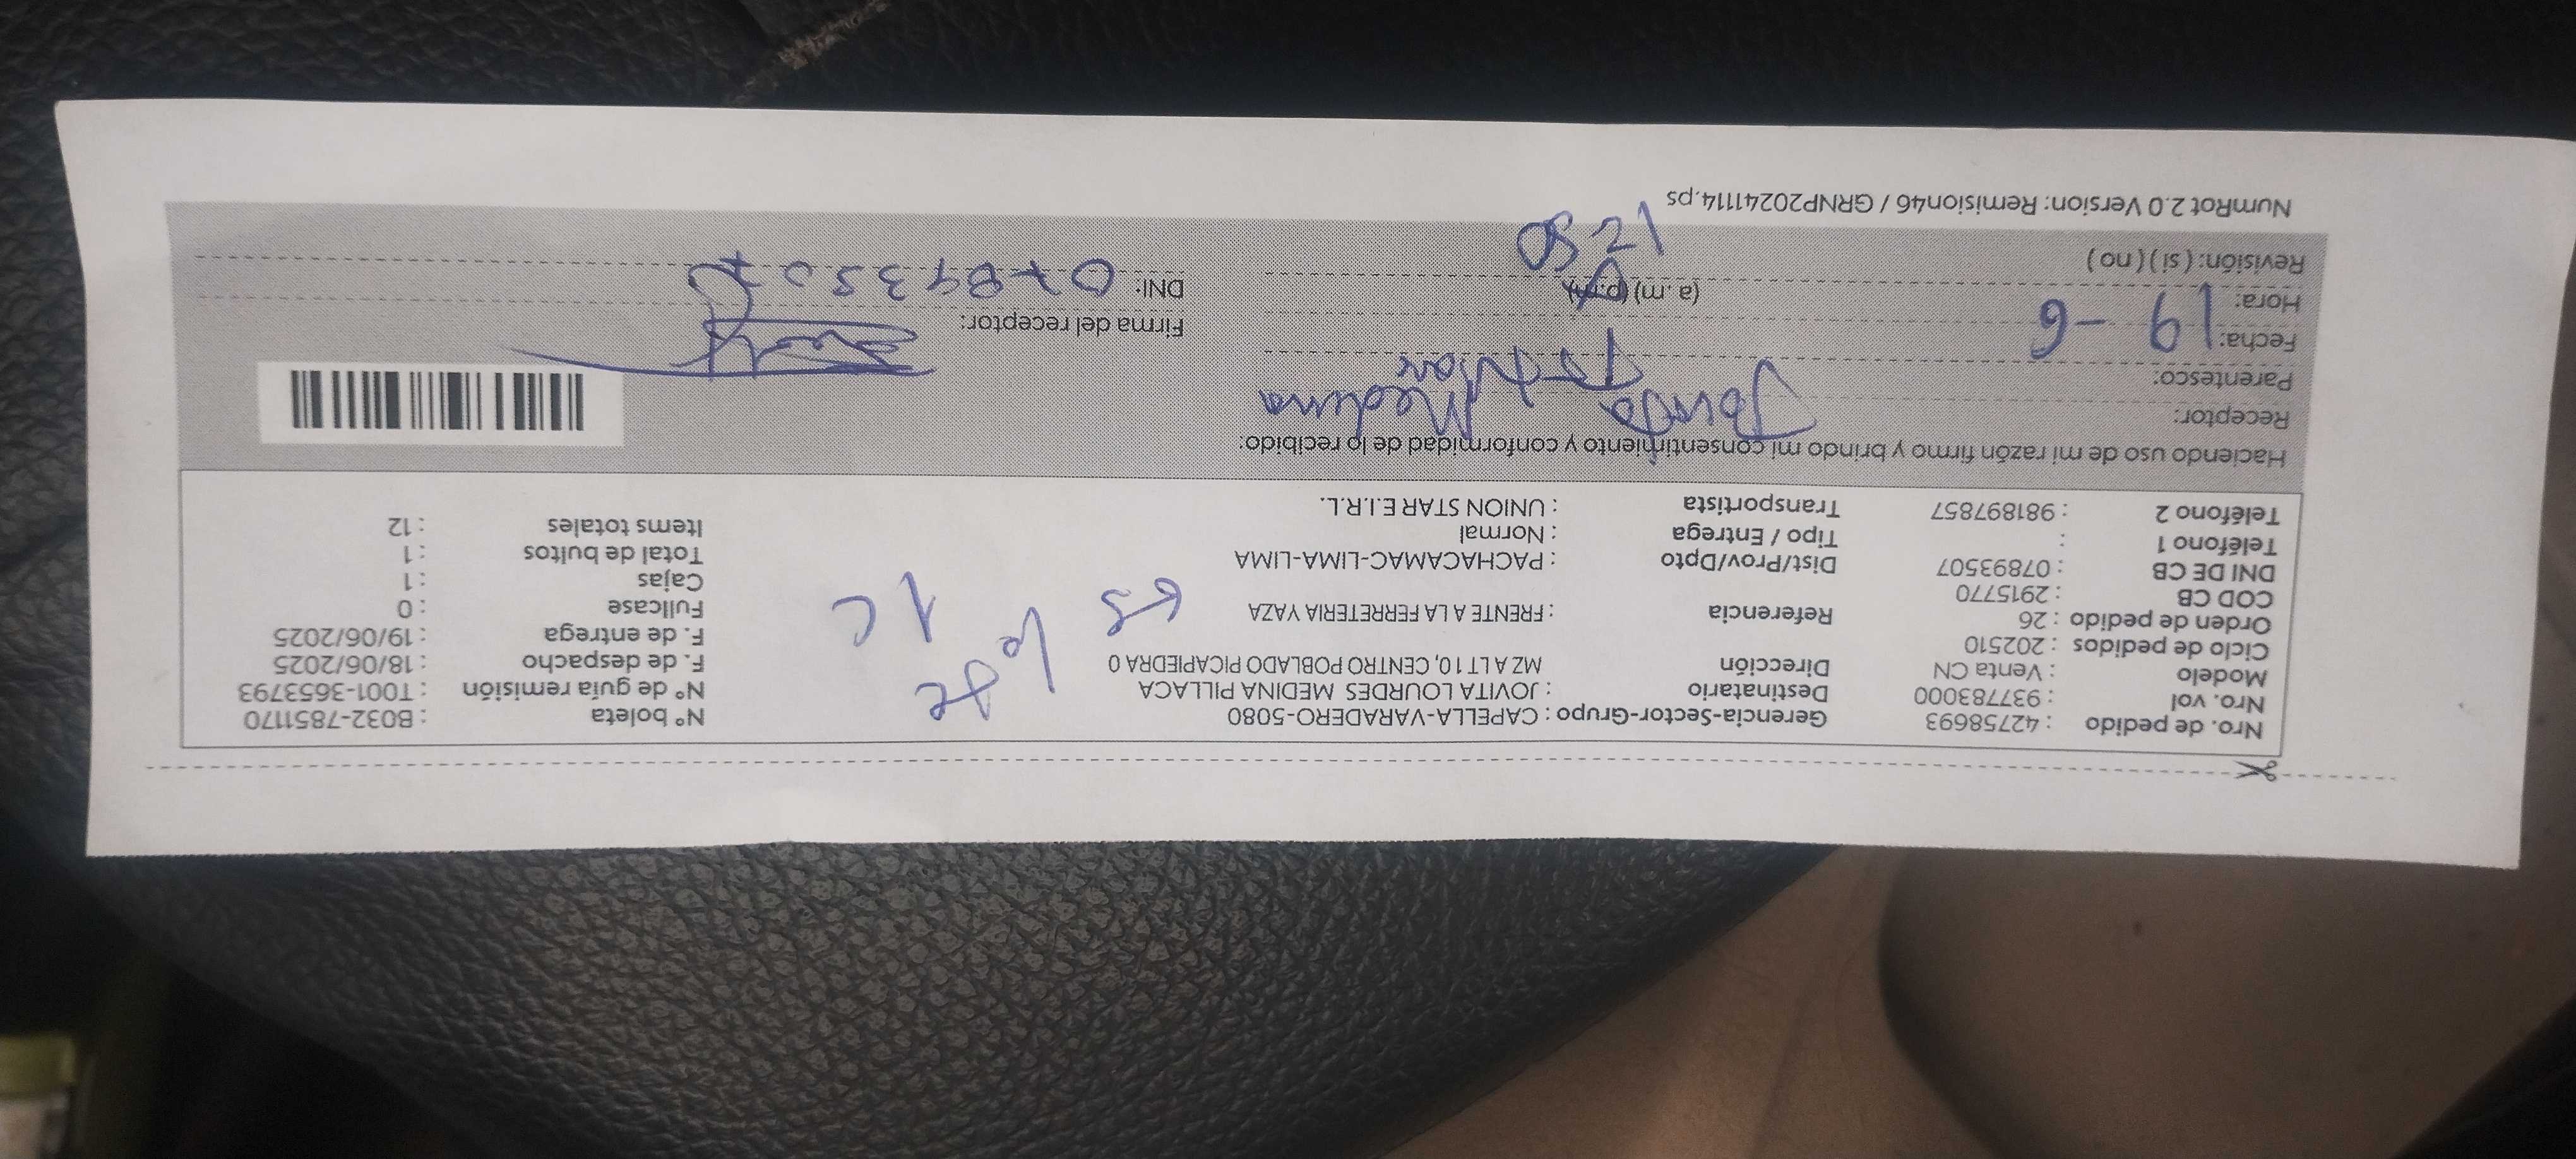 Nro. de pedido : 42758693 Gerencia-Sector-Grupo : CAPELLA-VARADERO-5080 N° boleta : B032-7851170
Nro. vol : 937783000 Destinatario : JOVITA LOURDES MEDINA PILLACA N° de guía remisión : T001-3653793
Modelo : Venta CN Dirección MZ A LT 10, CENTRO POBLADO PICAPIEDRA 0 F. de despacho : 18/06/2025
Ciclo de pedidos : 202510 F. de entrega : 19/06/2025
Orden de pedido : 26 Referencia : FRENTE A LA FERRETERIA YAZA Fullcase : 0
COD CB : 2915770 Cajas : 1
DNI DE CB : 07893507 Dist/Prov/Dpto : PACHACAMAC-LIMA-LIMA Total de bultos : 1
Teléfono 1 : Tipo / Entrega : Normal Items totales : 12
Teléfono 2 : 981897857 Transportista : UNION STAR E.I.R.L.
1C
Haciendo uso de mi razón firmo y brindo mi consentimiento y conformidad de lo recibido:
Receptor: Medina
Parentesco:
Fecha: 19-6 Firma del receptor:
Hora: (a.m) (p.m) DNI: 07893507
Revisión: ( si ) ( no ) 12 50
NumRot 2.0 Version: Remision46 / GRNP20241114.ps